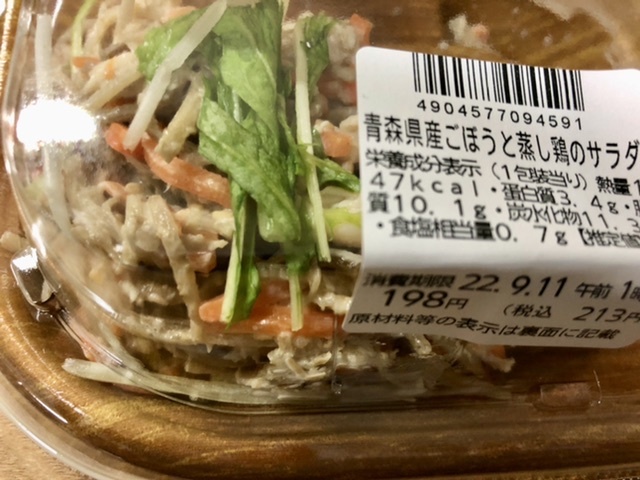 4904577094591
青森県産ごぼうと蒸し鶏のサラダ
栄養成分表示（1包装当り）熱量
47kcal・蛋白質3.4g・脂
質10.1g・炭水化物11.3
・食塩相当量0.7g【推定値
消費期限 22.9.11 午前 1時
198円 （税込 213円
原材料等の表示は裏面に記載